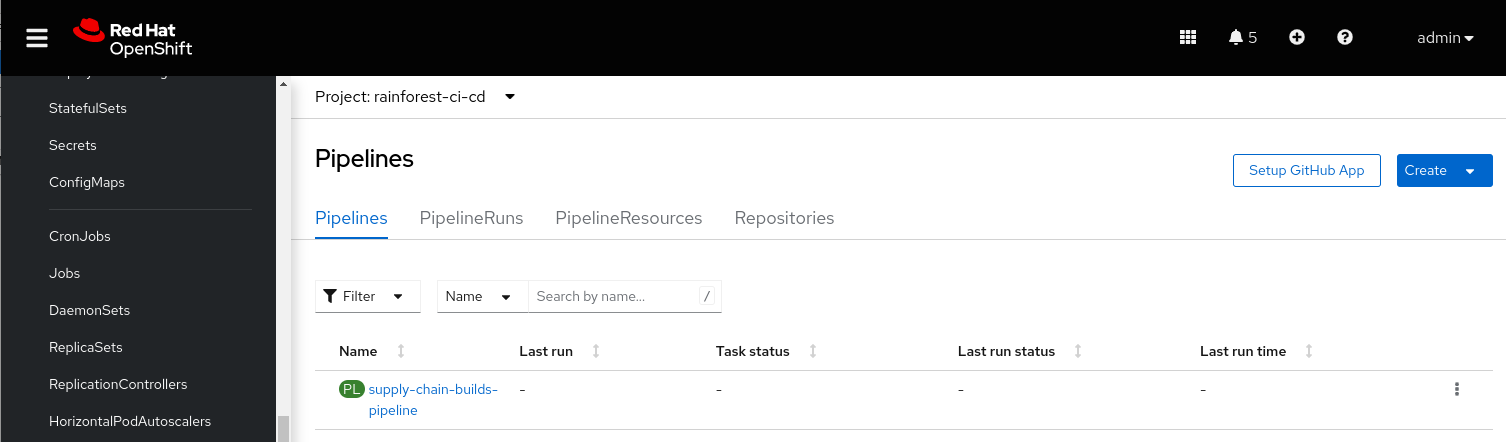 Red Hat
OpenShift
5
admin
StatefulSets
Secrets
ConfigMaps
CronJobs
Jobs
DaemonSets
ReplicaSets
ReplicationControllers
HorizontalPodAutoscalers
Project: rainforest-ci-cd
Pipelines
Setup GitHub App
Create
Pipelines PipelineRuns PipelineResources Repositories
Filter Name Search by name... /
Name Last run Task status Last run status Last run time
PL supply-chain-builds- - - - -
pipeline